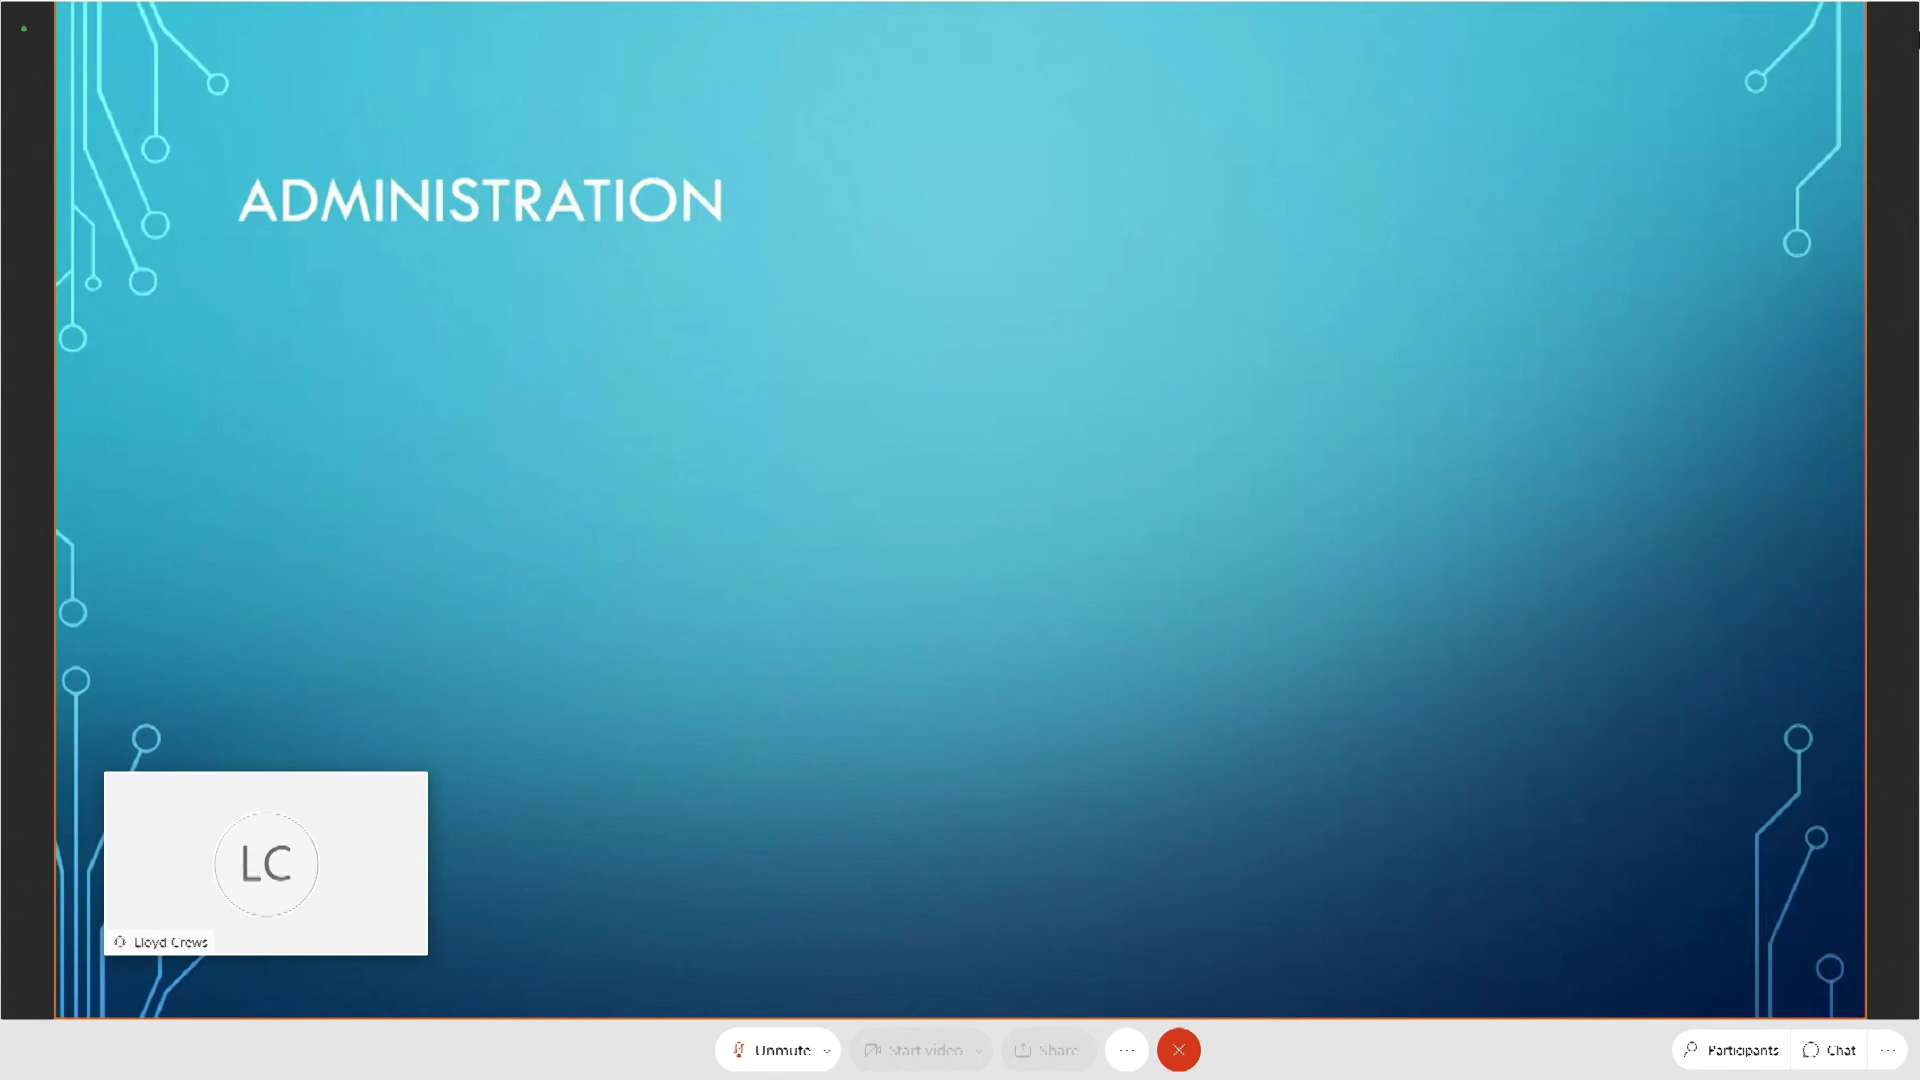 ADMINISTRATION
LC
Lloyd Crews
Unmute
Start video
Share
Participants
Chat